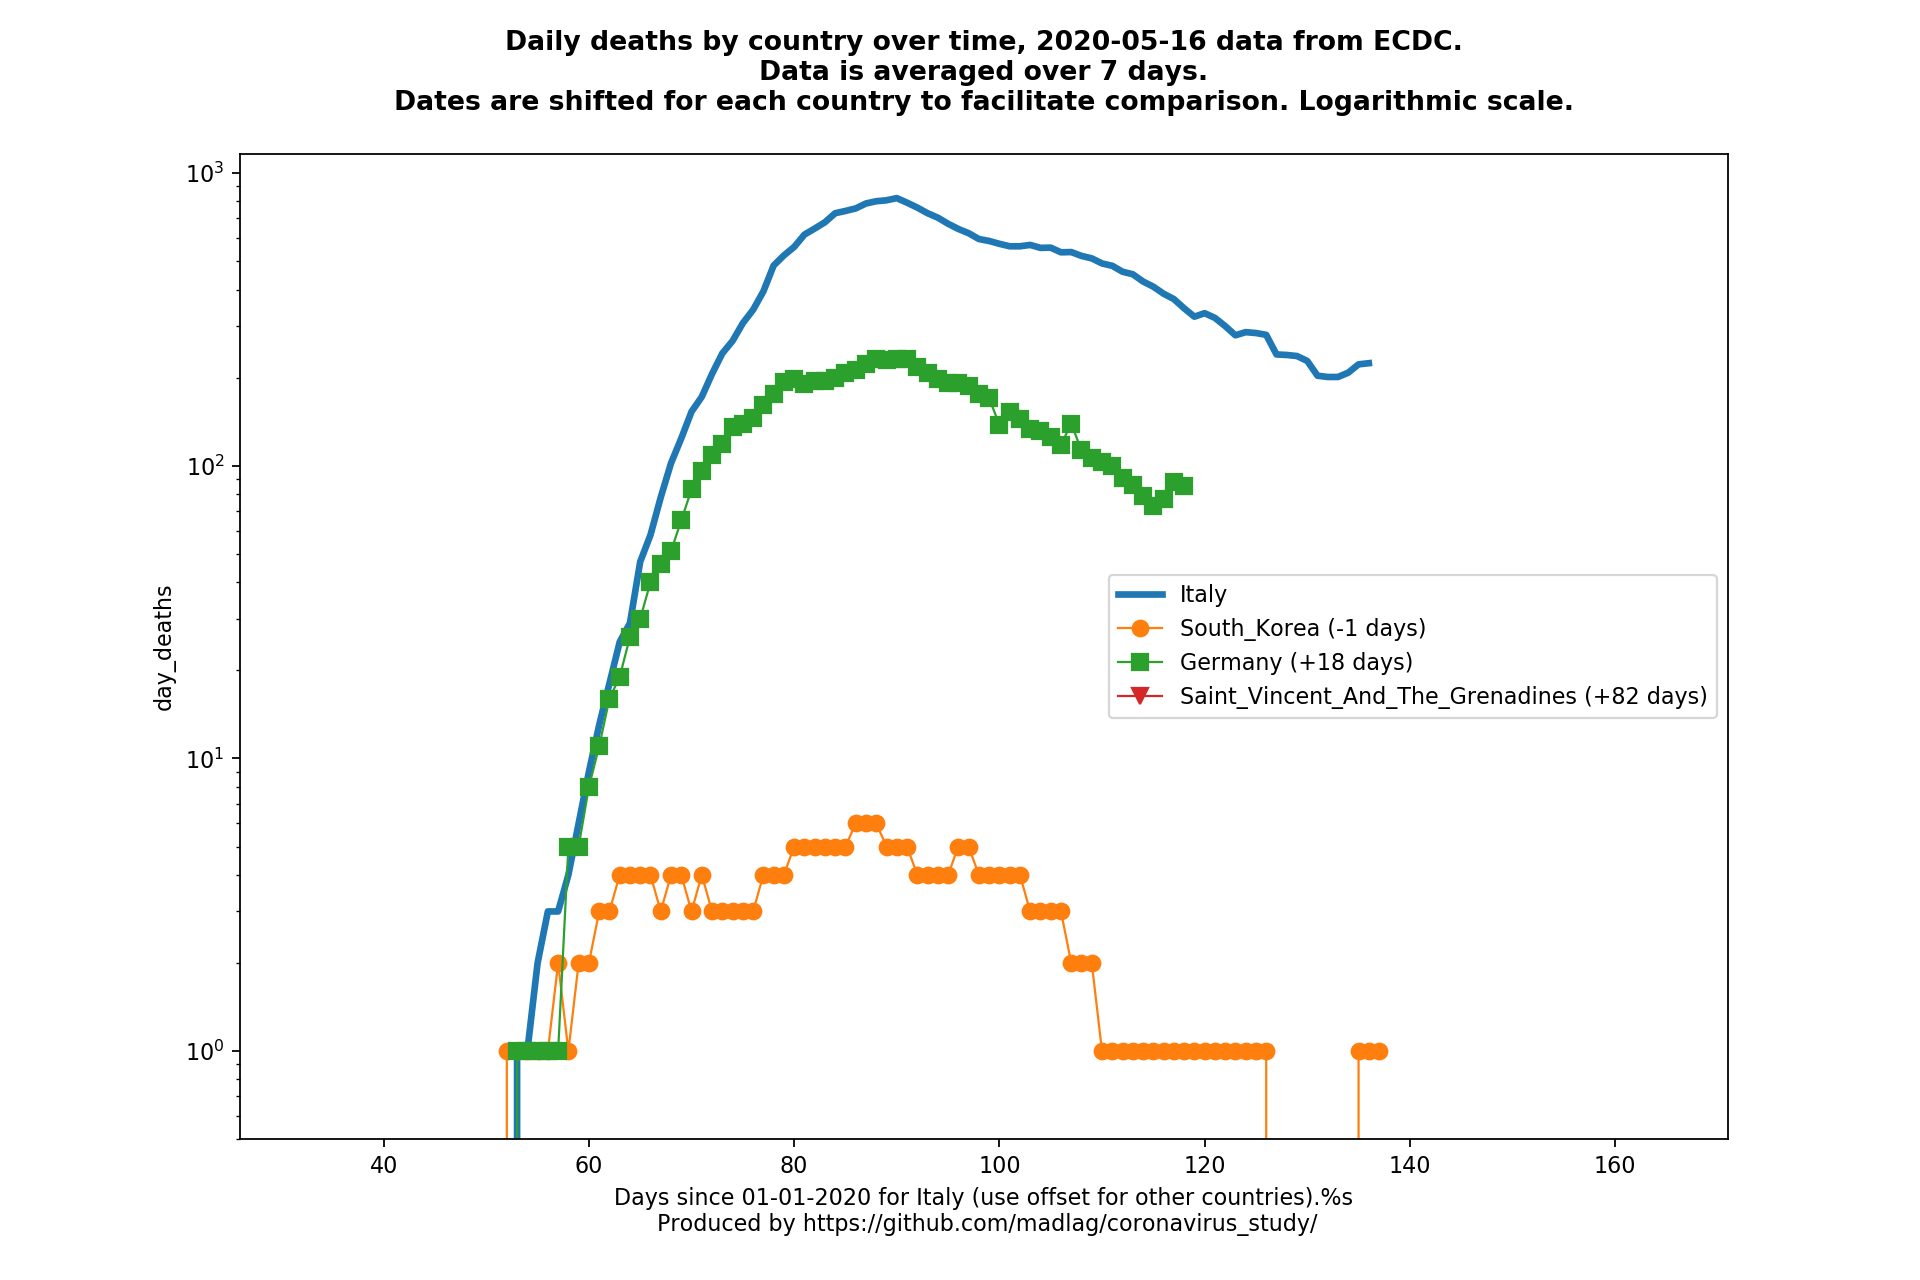 Daily deaths by country over time, 2020-05-16 data from ECDC.
Data is averaged over 7 days.
Dates are shifted for each country to facilitate comparison. Logarithmic scale.
10³
10²
10¹
10⁰
day_deaths
Italy
South_Korea (-1 days)
Germany (+18 days)
Saint_Vincent_And_The_Grenadines (+82 days)
40 60 80 100 120 140 160
Days since 01-01-2020 for Italy (use offset for other countries).%s
Produced by https://github.com/madlag/coronavirus_study/